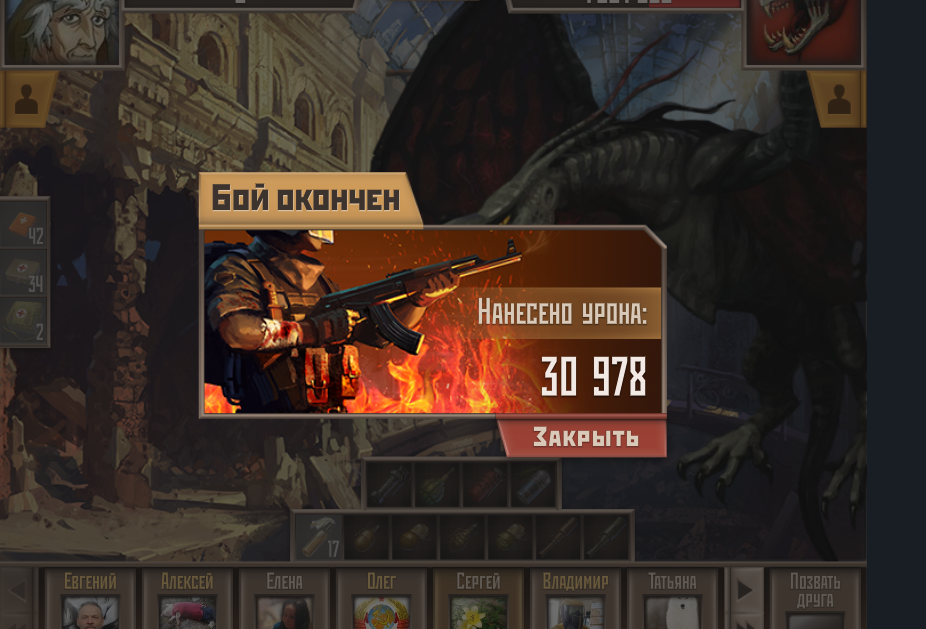 Бой окончен
42
Нанесено урона:
34
2
30 978
Закрыть
17
Евгений Алексей Елена Олег Сергей Владимир Татьяна Позвать
друга